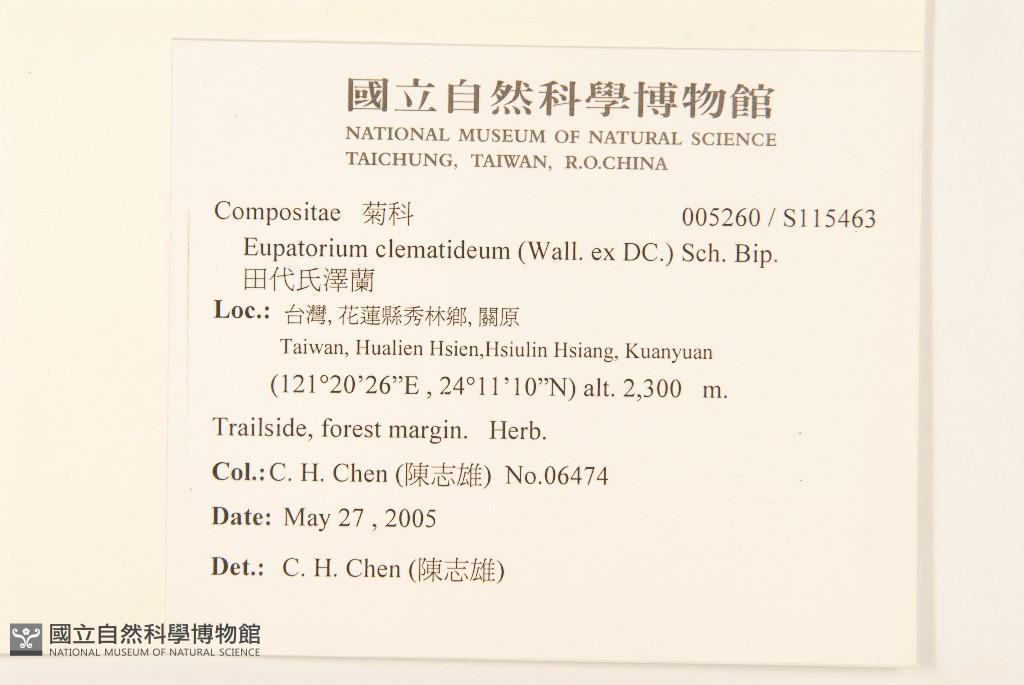 國立自然科學博物館
NATIONAL MUSEUM OF NATURAL SCIENCE
TAICHUNG, TAIWAN, R.O.CHINA
Compositae 菊科 005260 / S115463
Eupatorium clematideum (Wall. ex DC.) Sch. Bip.
田代氏澤蘭
Loc.: 台灣, 花蓮縣秀林鄉, 關原
Taiwan, Hualien Hsien,Hsiulin Hsiang, Kuanyuan
(121°20’26”E , 24°11’10”N) alt. 2,300 m.
Trailside, forest margin. Herb.
Col.: C. H. Chen (陳志雄) No.06474
Date: May 27 , 2005
Det.: C. H. Chen (陳志雄)
國立自然科學博物館
NATIONAL MUSEUM OF NATURAL SCIENCE